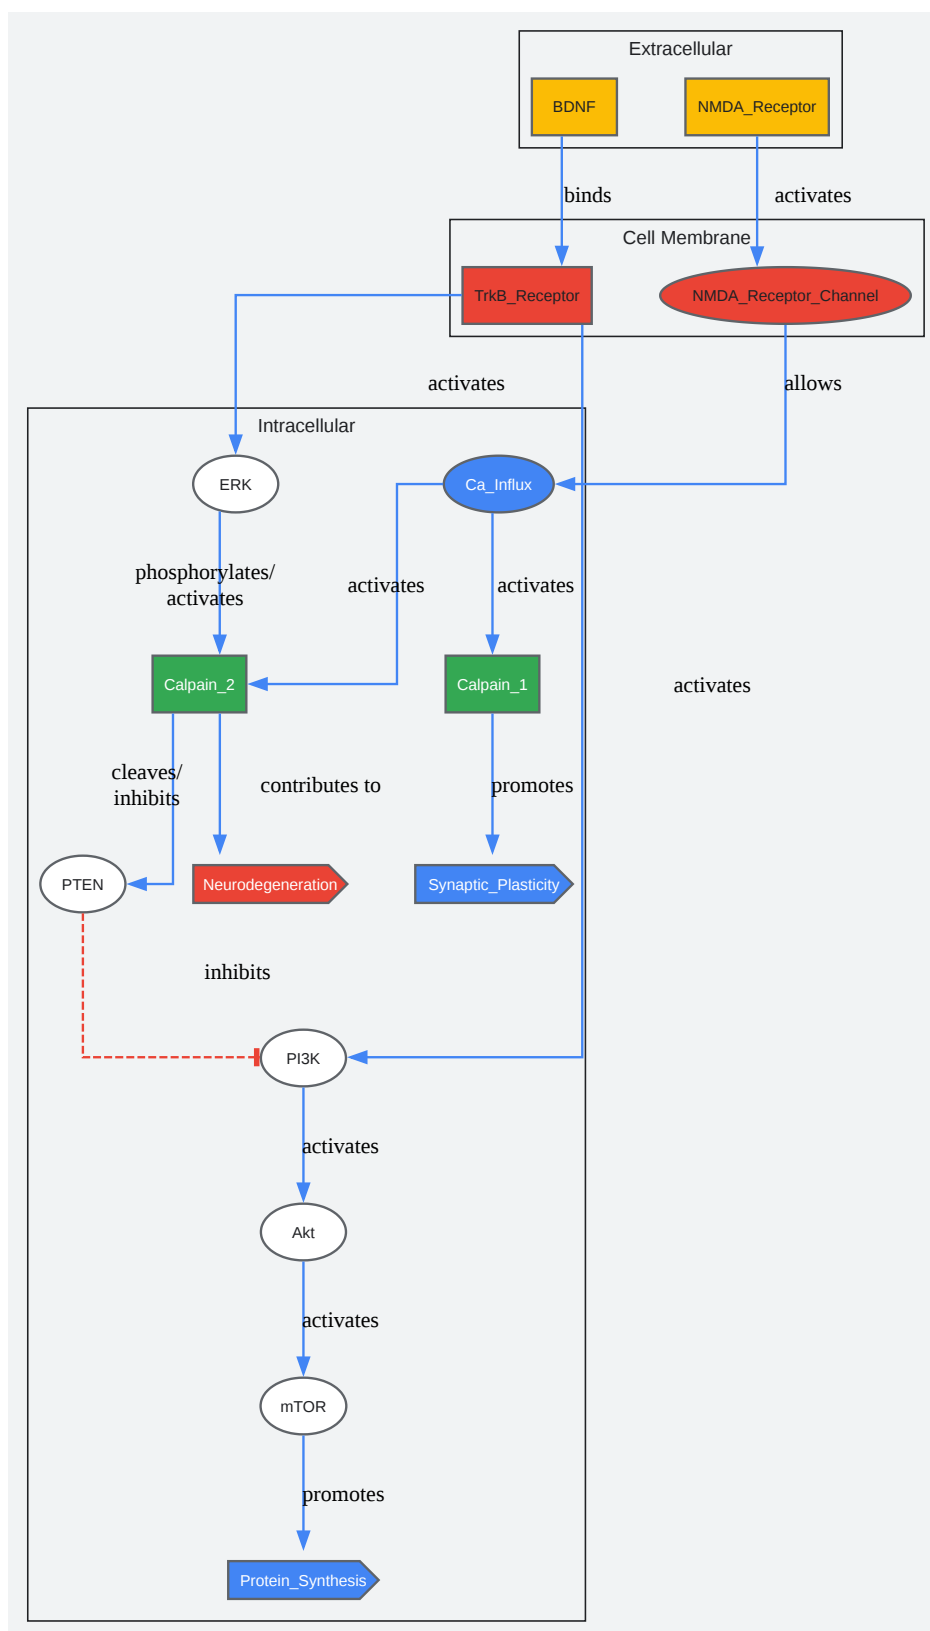 Extracellular
BDNF
NMDA_Receptor
binds
activates
Cell Membrane
TrkB_Receptor
NMDA_Receptor_Channel
activates
allows
Intracellular
ERK
Ca_Influx
phosphorylates/
activates
activates
activates
Calpain_2
Calpain_1
activates
cleaves/
inhibits
contributes to
promotes
PTEN
Neurodegeneration
Synaptic_Plasticity
inhibits
PI3K
activates
Akt
activates
mTOR
promotes
Protein_Synthesis